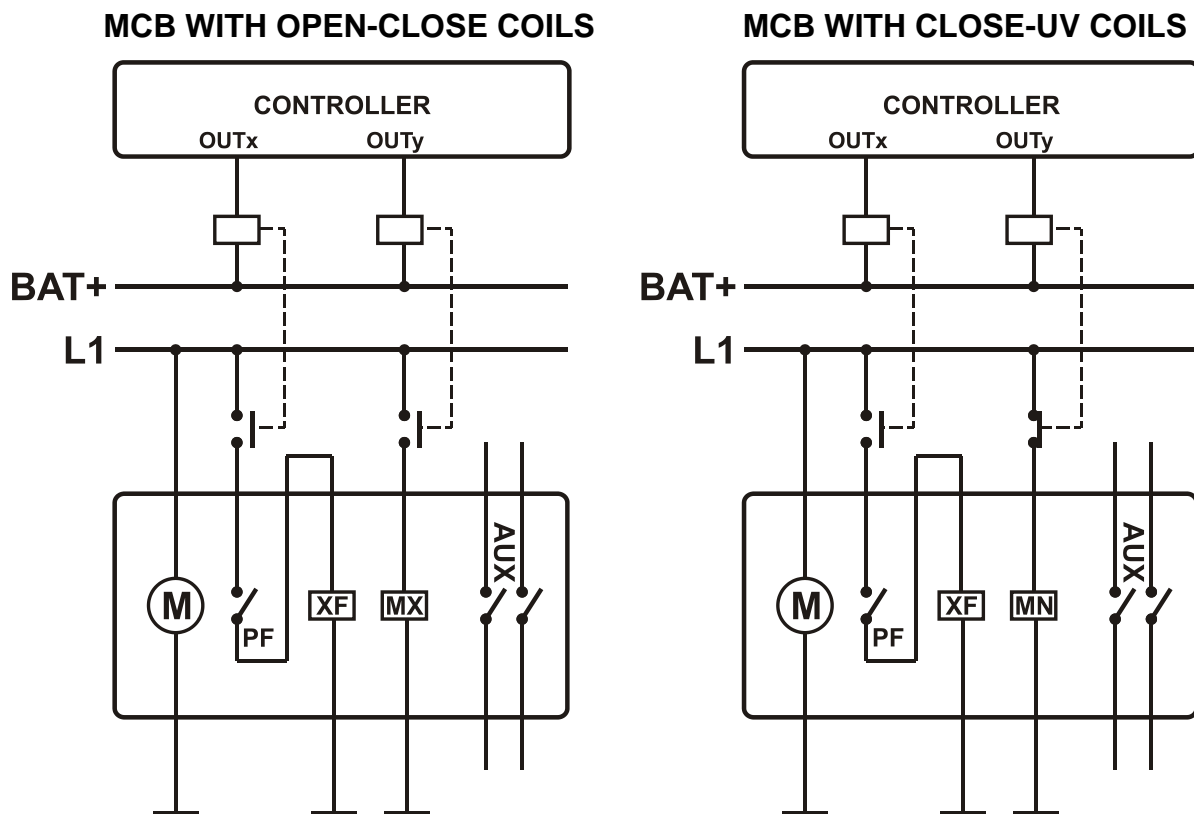 MCB WITH OPEN-CLOSE COILS
CONTROLLER
OUTx OUTy
BAT+
L1
AUX
M XF MX
PF
MCB WITH CLOSE-UV COILS
CONTROLLER
OUTx OUTy
BAT+
L1
AUX
M XF MN
PF